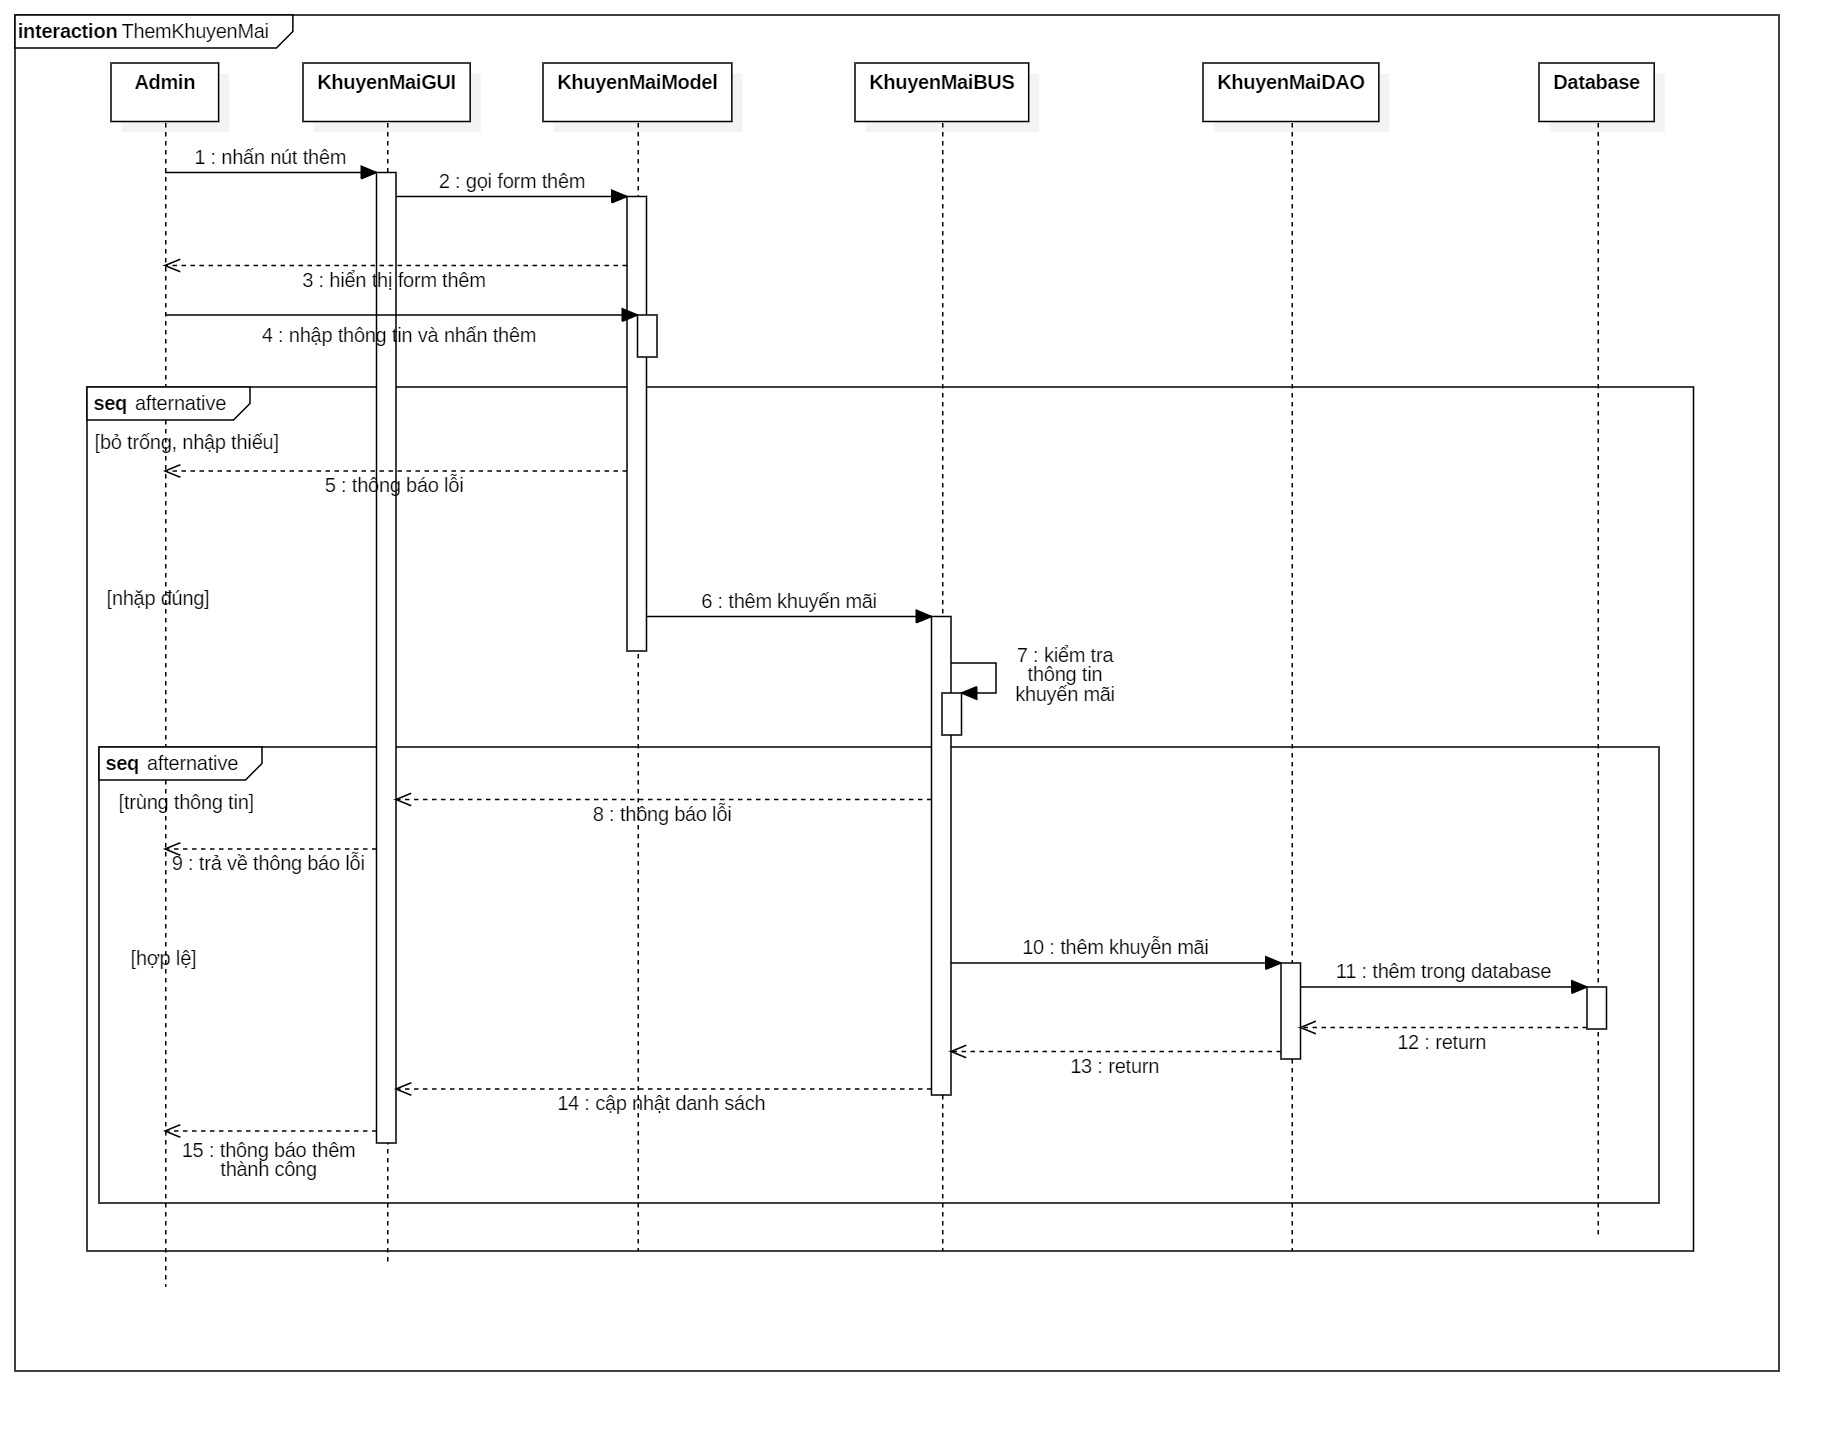 interaction ThemKhuyenMai
Admin
KhuyenMaiGUI
KhuyenMaiModel
KhuyenMaiBUS
KhuyenMaiDAO
Database
1 : nhấn nút thêm
2 : gọi form thêm
3 : hiển thị form thêm
4 : nhập thông tin và nhấn thêm
seq afternative
[bỏ trống, nhập thiếu]
5 : thông báo lỗi
[nhặp đúng]
6 : thêm khuyến mãi
7 : kiểm tra
thông tin
khuyến mãi
seq afternative
[trùng thông tin]
8 : thông báo lỗi
9 : trả về thông báo lỗi
[hợp lệ]
10 : thêm khuyễn mãi
11 : thêm trong database
12 : return
13 : return
14 : cập nhật danh sách
15 : thông báo thêm
thành công